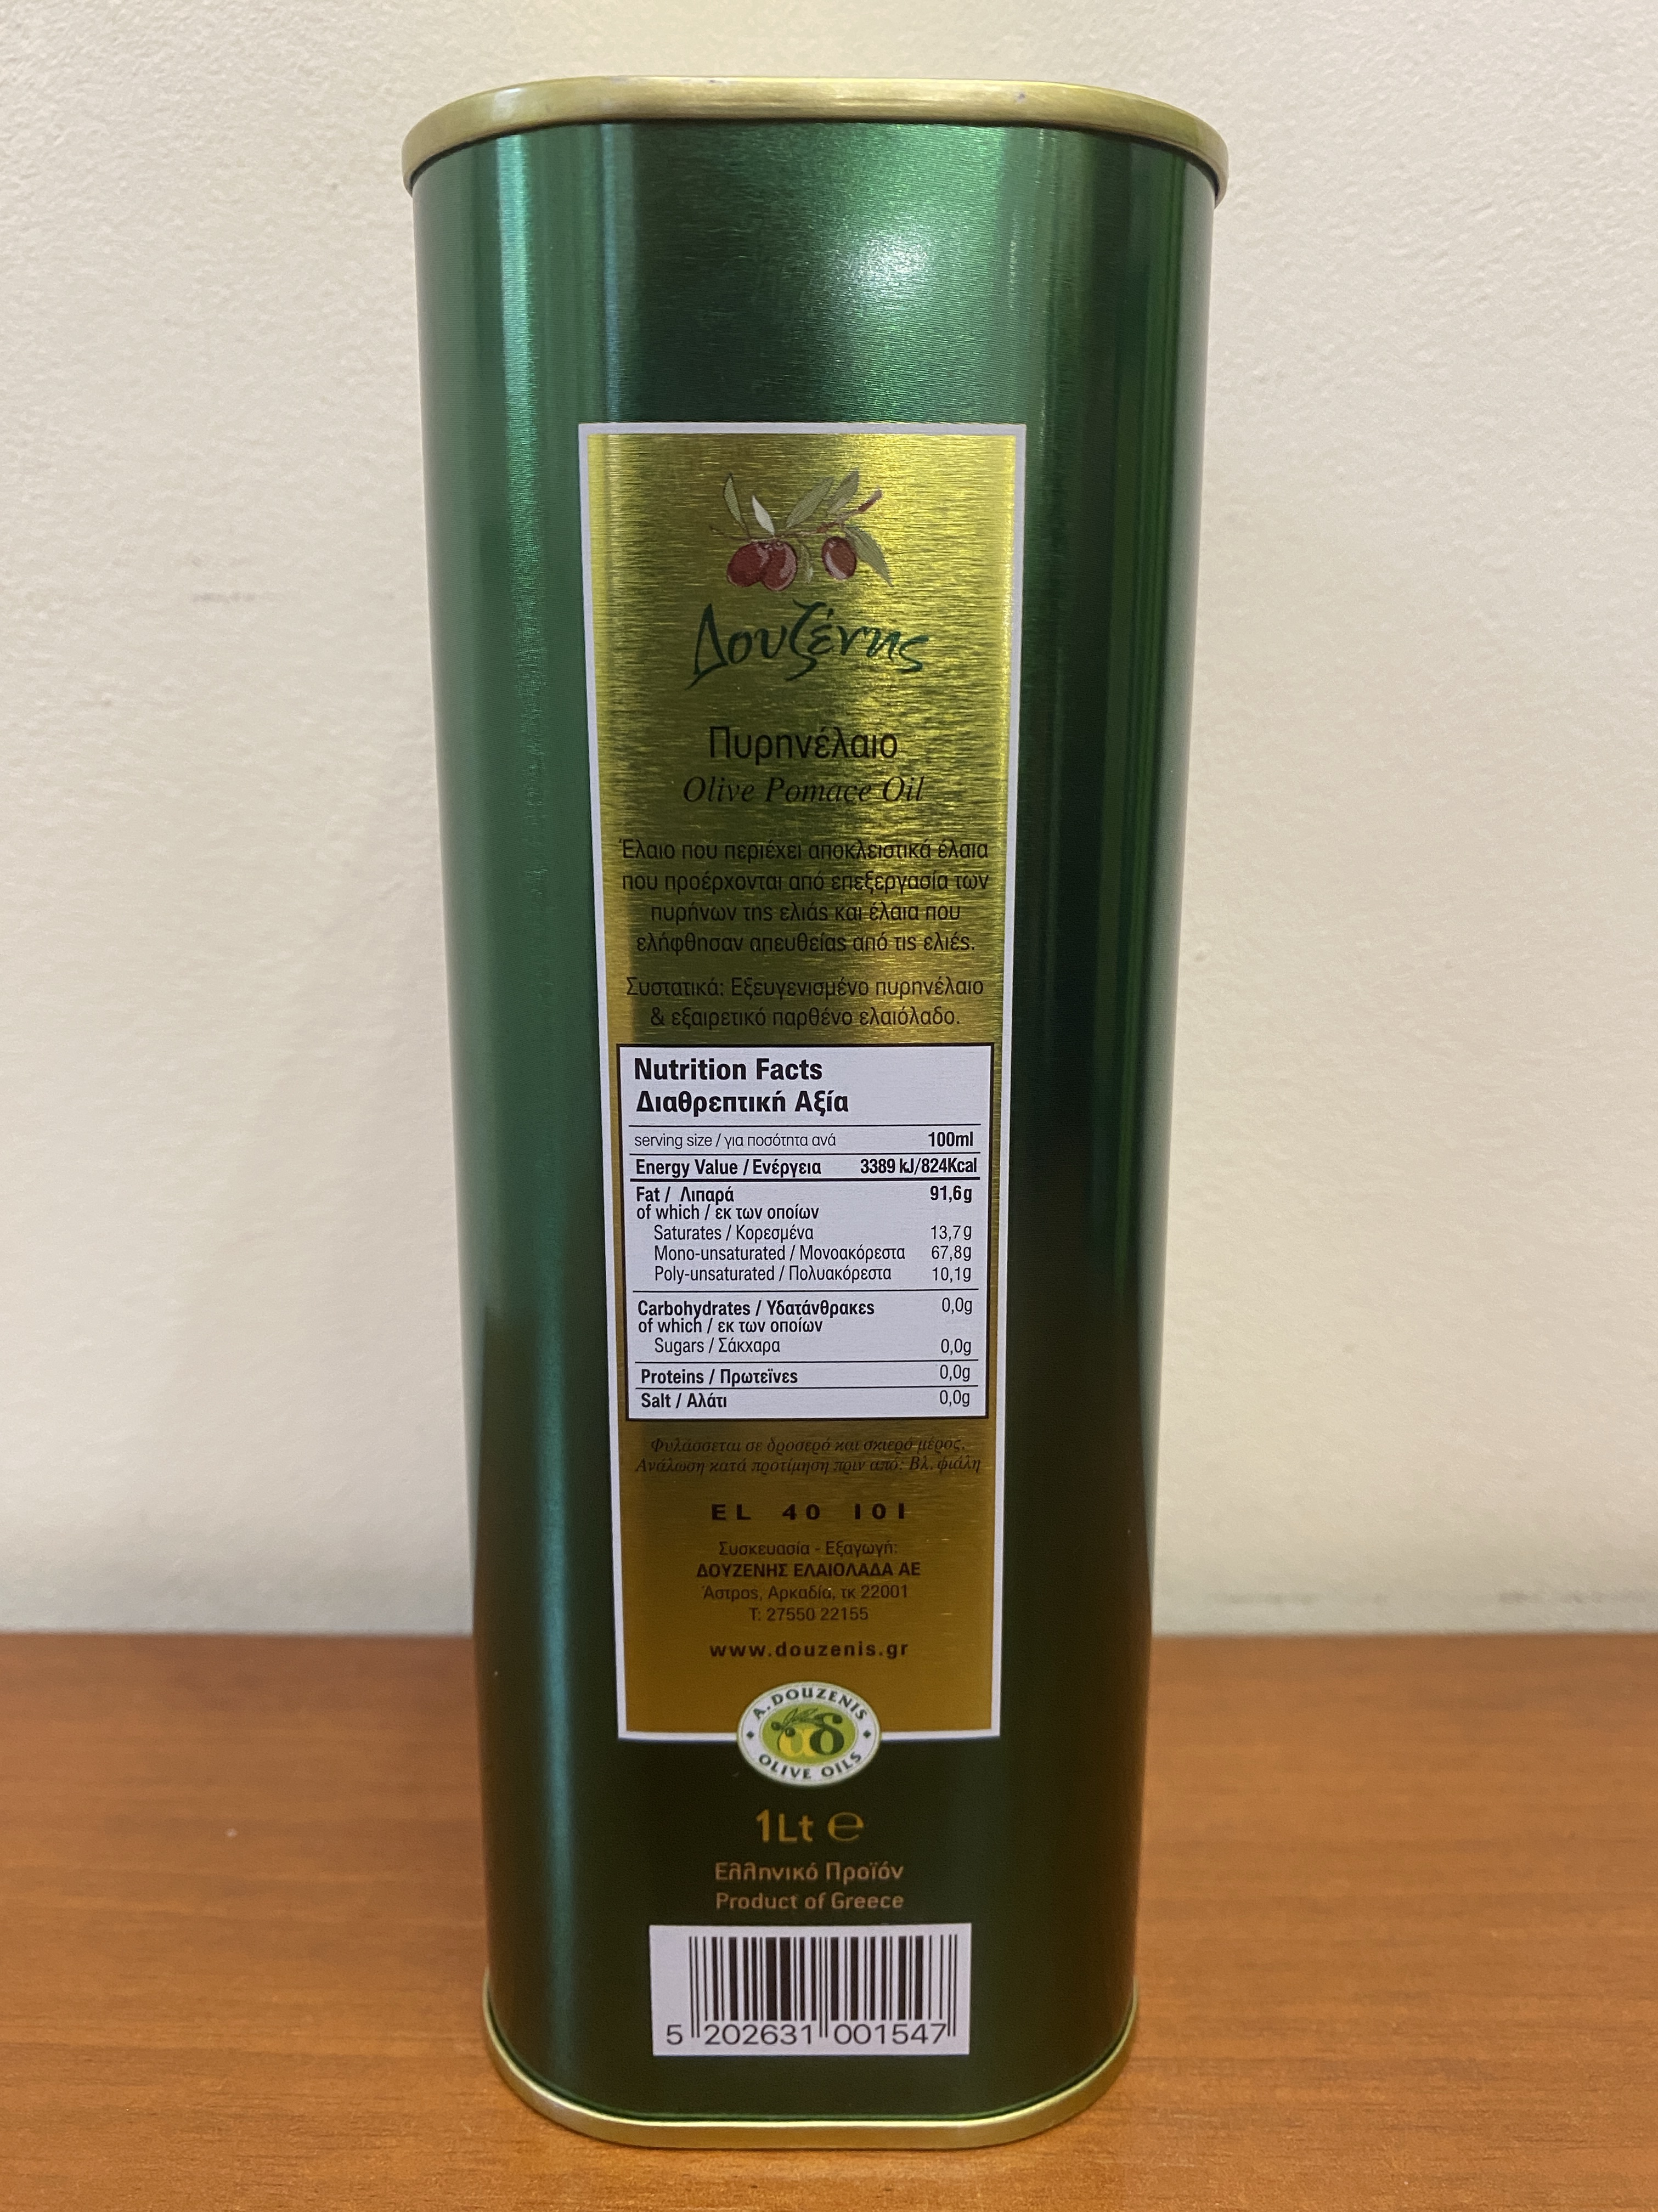 Δουζένης
Πυρηνέλαιο
Olive Pomace Oil
Έλαιο που περιέχει αποκλειστικά έλαια
που προέρχονται από επεξεργασία των
πυρήνων της ελιάς και έλαια που
ελήφθησαν απευθείας από τις ελιές.
Συστατικά: Εξευγενισμένο πυρηνέλαιο
& εξαιρετικό παρθένο ελαιόλαδο.
Nutrition Facts
Διαθρεπτική Αξία
serving size / για ποσότητα ανά 100ml
Energy Value / Ενέργεια 3389 kJ/824Kcal
Fat / Λιπαρά 91,6g
of which / εκ των οποίων
Saturates / Κορεσμένα 13,7g
Mono-unsaturated / Μονοακόρεστα 67,8g
Poly-unsaturated / Πολυακόρεστα 10,1g
Carbohydrates / Υδατάνθρακες 0,0g
of which / εκ των οποίων
Sugars / Σάκχαρα 0,0g
Proteins / Πρωτεΐνες 0,0g
Salt / Αλάτι 0,0g
Φυλάσσεται σε δροσερό και σκιερό μέρος.
Ανάλωση κατά προτίμηση πριν από: Βλ. φιάλη
EL 40 101
Συσκευασία - Εξαγωγή:
ΔΟΥΖΕΝΗΣ ΕΛΑΙΟΛΑΔΑ ΑΕ
Άστρος, Αρκαδία, τκ 22001
Τ: 27550 22155
www.douzenis.gr
A. DOUZENIS
αδ
OLIVE OILS
1Lt ℮
Ελληνικό Προϊόν
Product of Greece
5 202631 001547